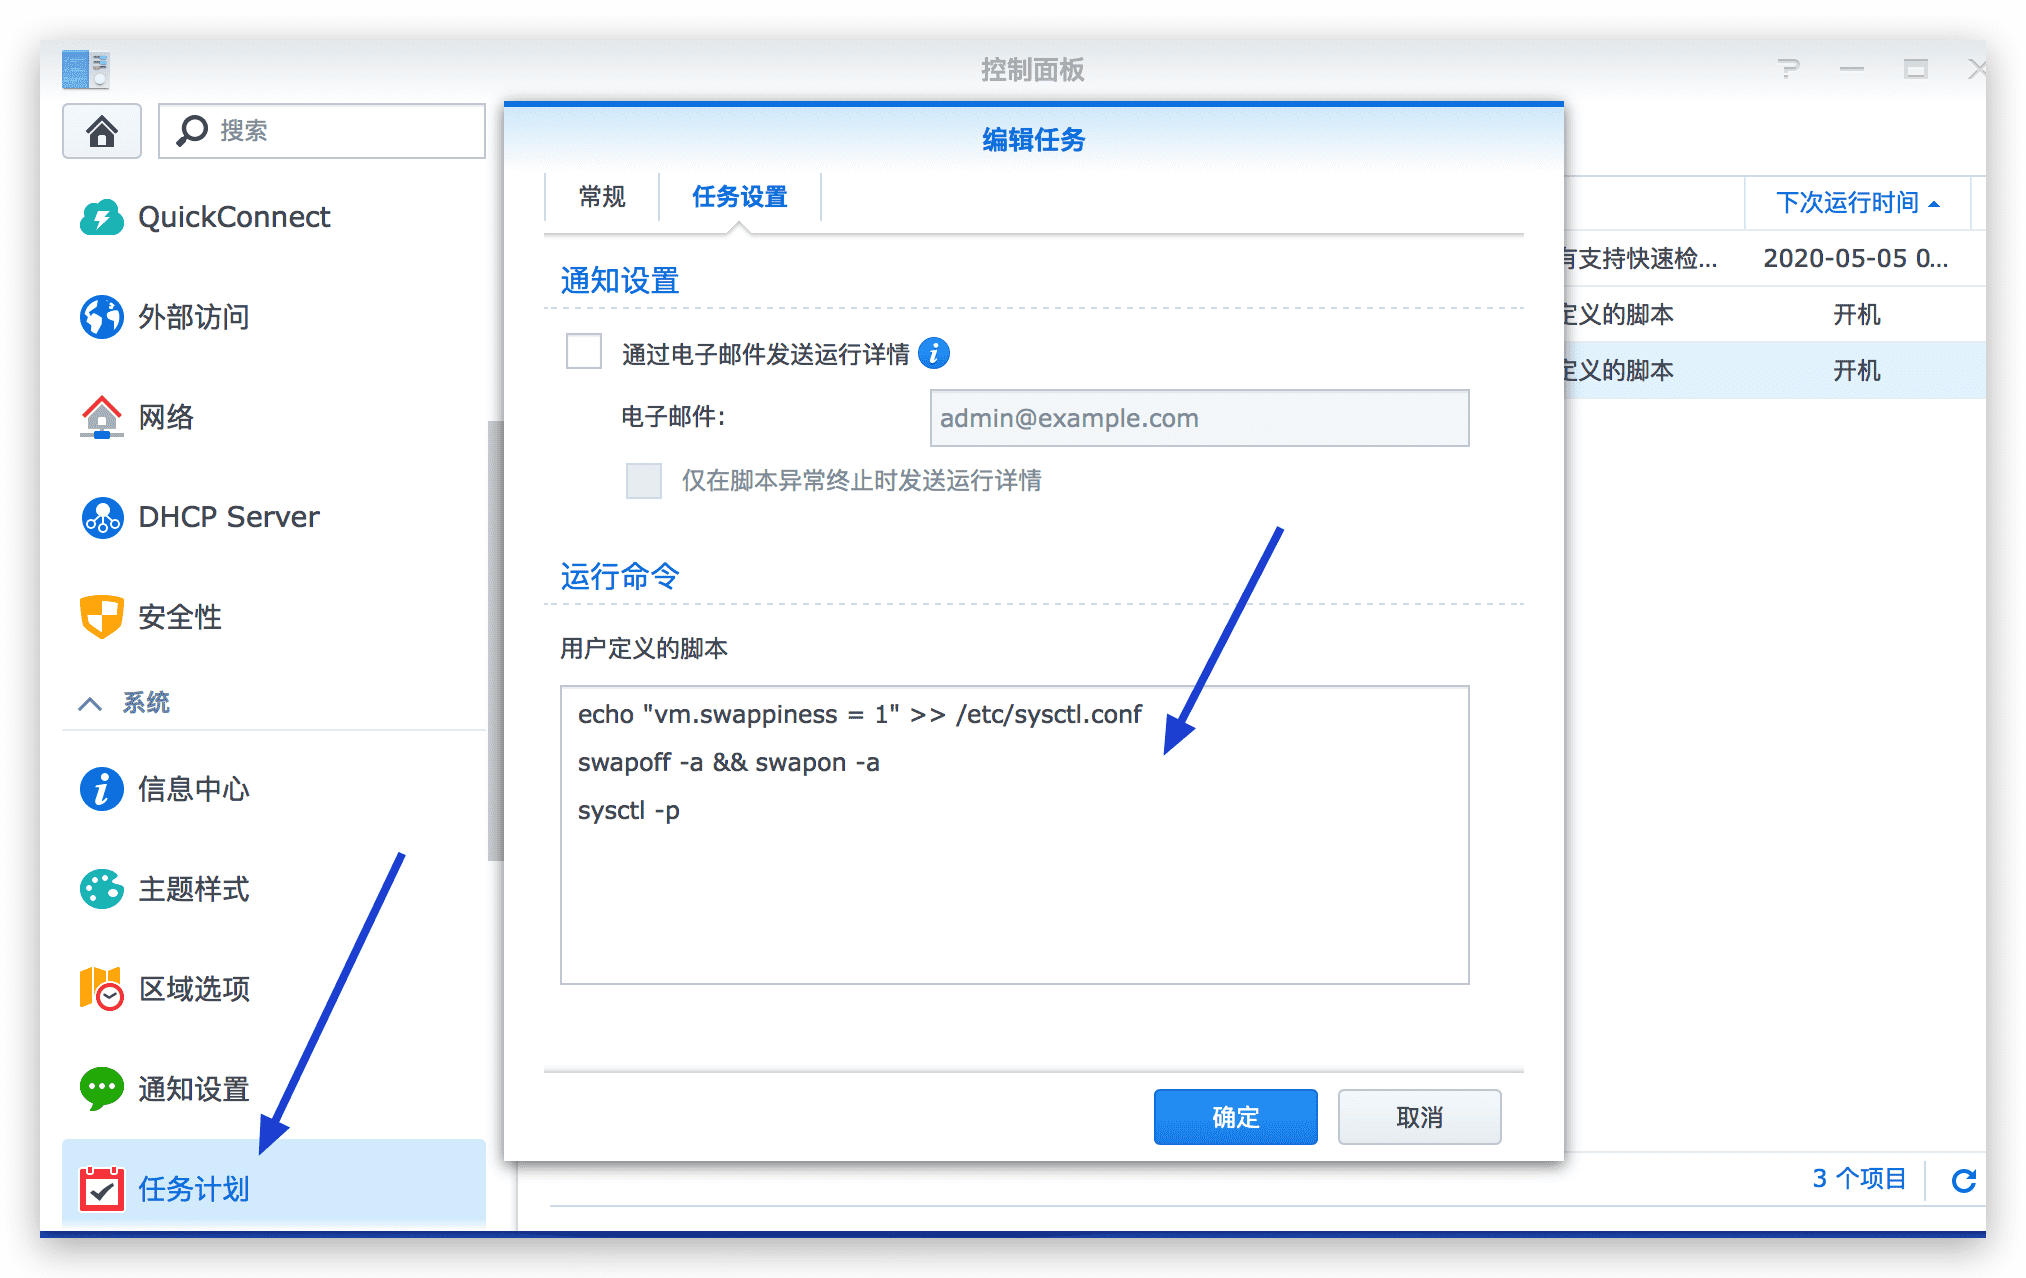 控制面板
搜索
QuickConnect
外部访问
网络
DHCP Server
安全性
系统
信息中心
主题样式
区域选项
通知设置
任务计划
编辑任务
常规 任务设置
通知设置
通过电子邮件发送运行详情
电子邮件: admin@example.com
仅在脚本异常终止时发送运行详情
运行命令
用户定义的脚本
echo "vm.swappiness = 1" >> /etc/sysctl.conf
swapoff -a && swapon -a
sysctl -p
确定 取消
下次运行时间
有支持快速检... 2020-05-05 0...
定义的脚本 开机
定义的脚本 开机
3 个项目